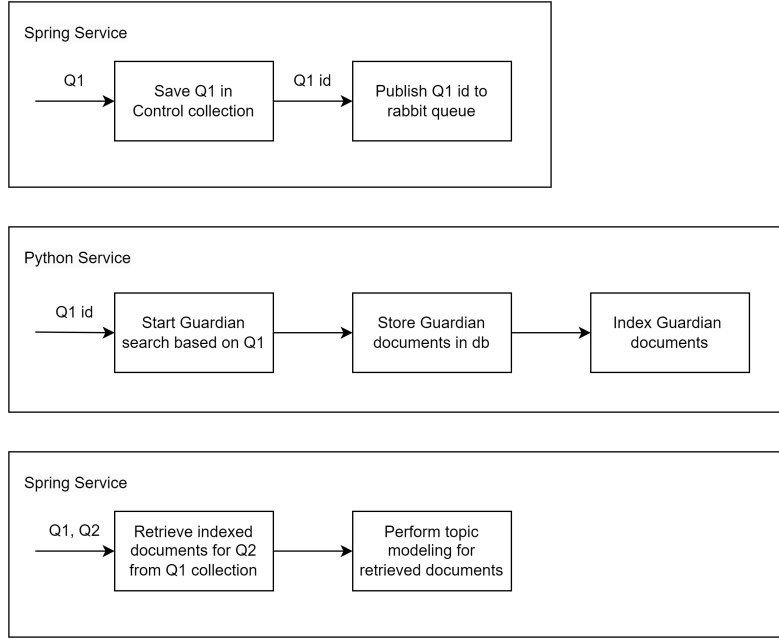 Spring Service
Q1
Save Q1 in
Control collection
Q1 id
Publish Q1 id to
rabbit queue
Python Service
Q1 id
Start Guardian
search based on Q1
Store Guardian
documents in db
Index Guardian
documents
Spring Service
Q1, Q2
Retrieve indexed
documents for Q2
from Q1 collection
Perform topic
modeling for
retrieved documents